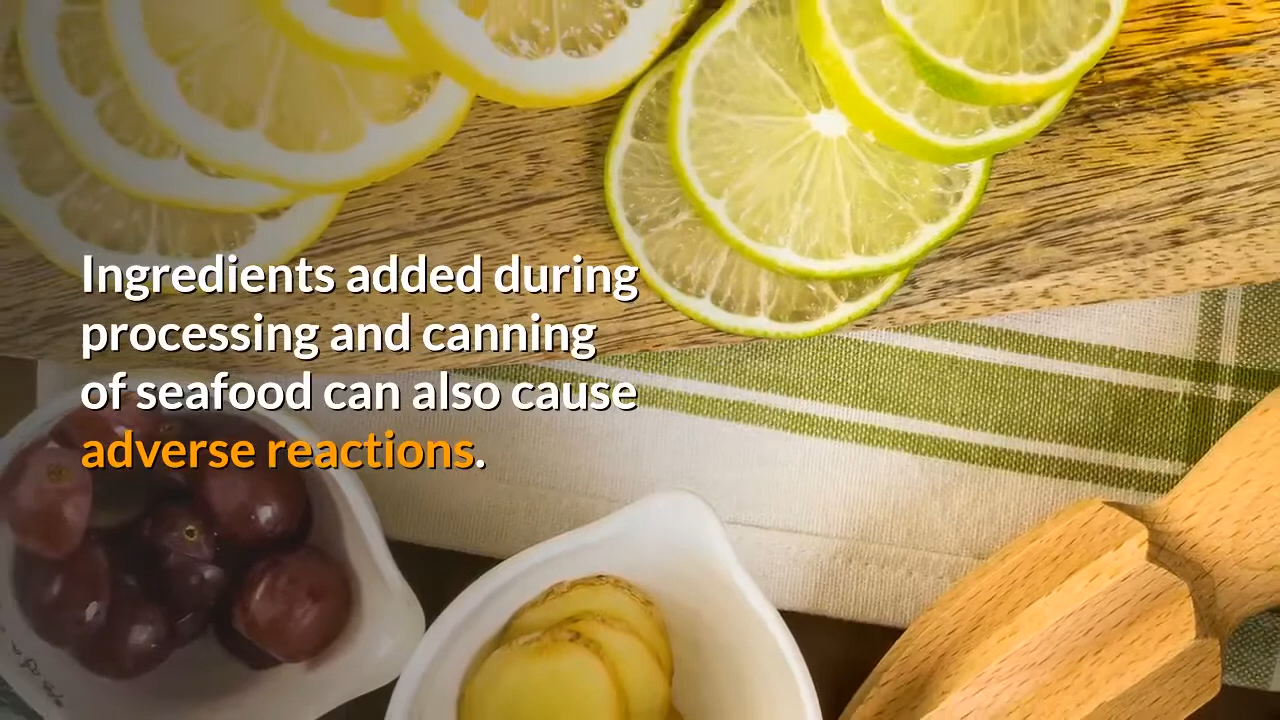 Ingredients added during
processing and canning
of seafood can also cause
adverse reactions.